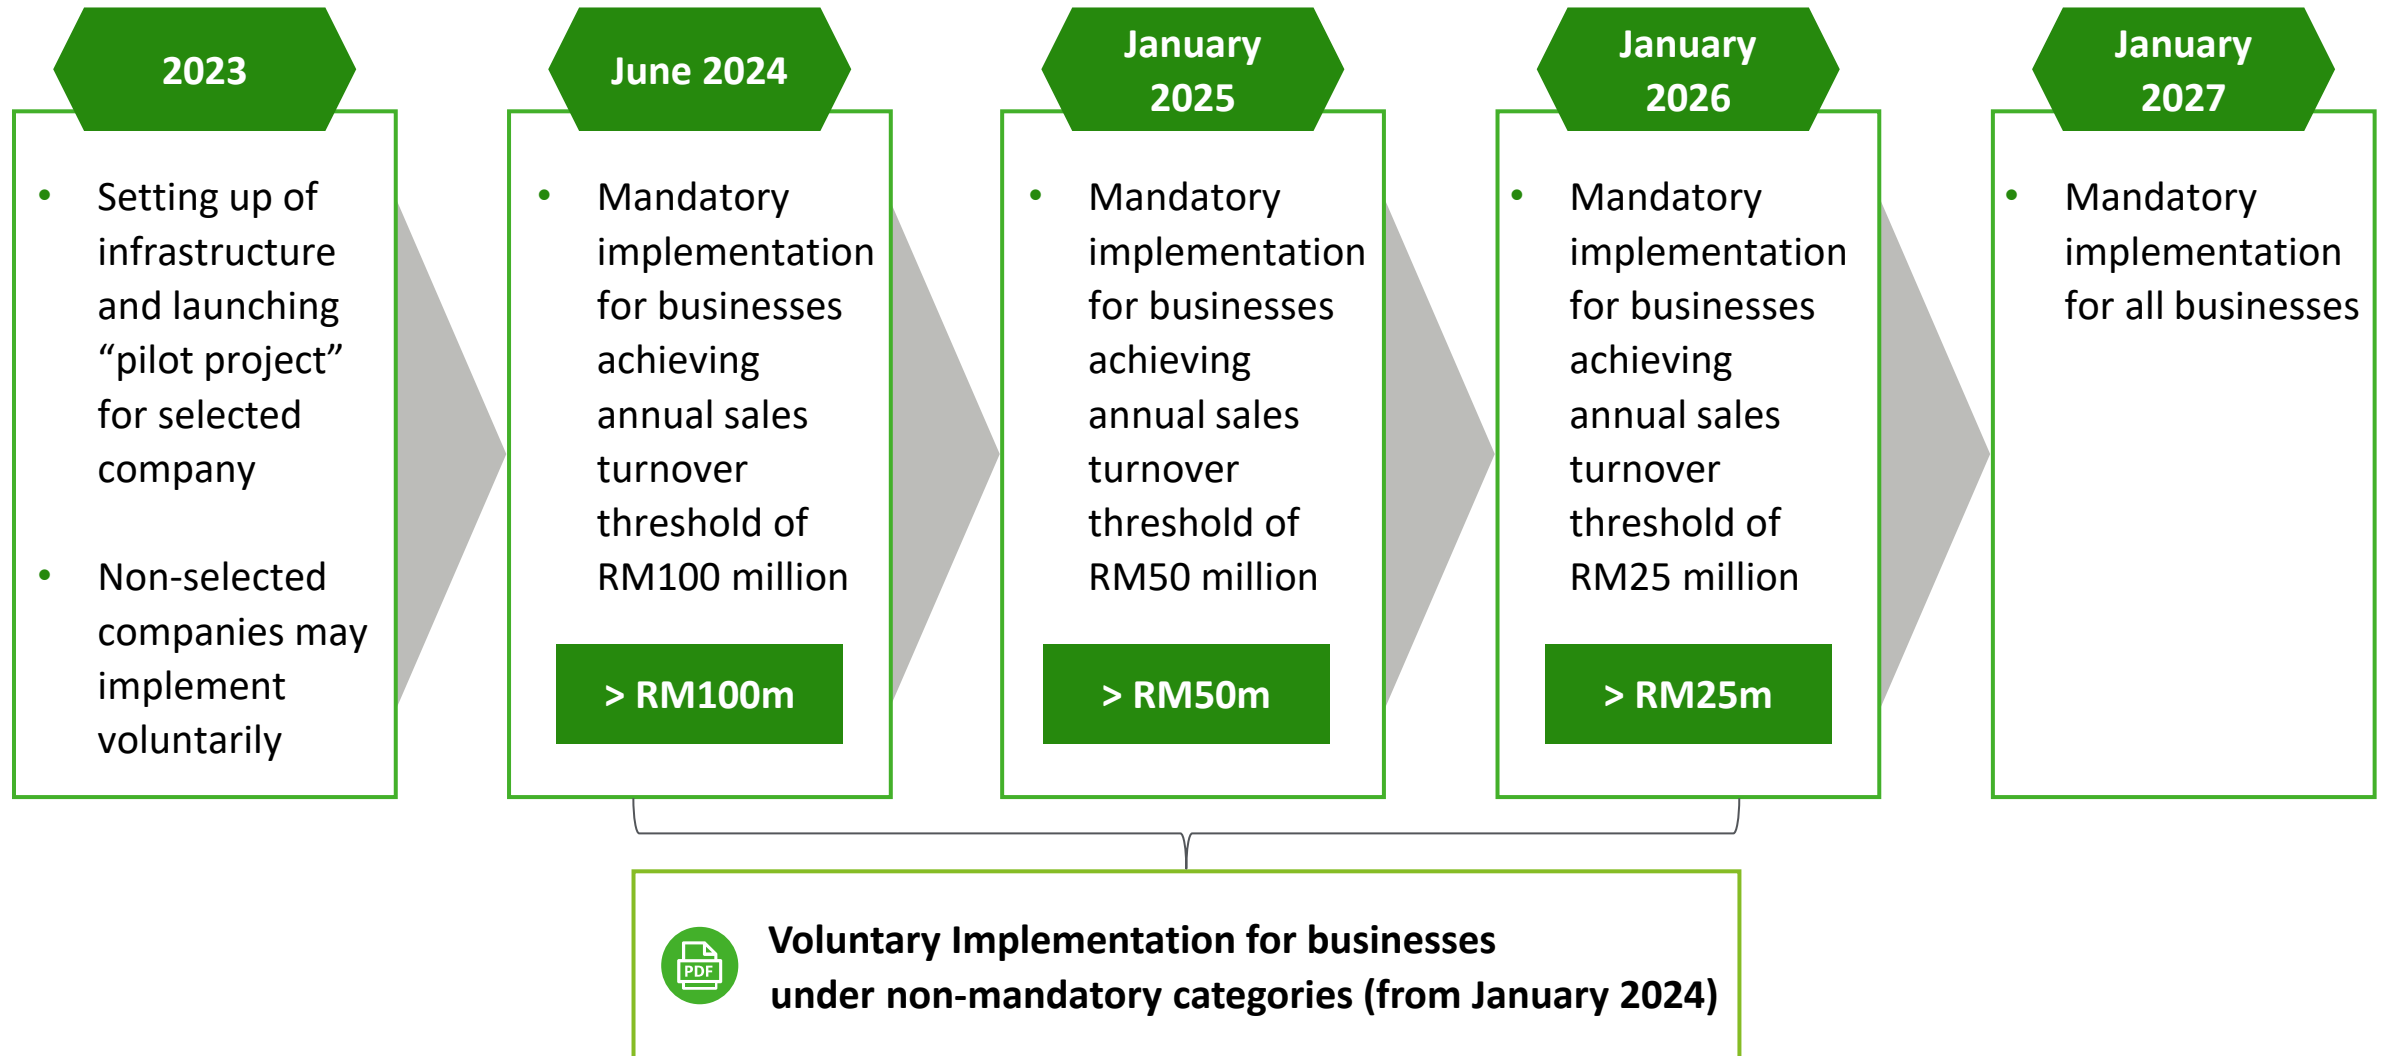 2023
• Setting up of
infrastructure
and launching
“pilot project”
for selected
company
• Non-selected
companies may
implement
voluntarily
June 2024
• Mandatory
implementation
for businesses
achieving
annual sales
turnover
threshold of
RM100 million
> RM100m
January
2025
• Mandatory
implementation
for businesses
achieving
annual sales
turnover
threshold of
RM50 million
> RM50m
January
2026
• Mandatory
implementation
for businesses
achieving
annual sales
turnover
threshold of
RM25 million
> RM25m
January
2027
• Mandatory
implementation
for all businesses
PDF
Voluntary Implementation for businesses
under non-mandatory categories (from January 2024)